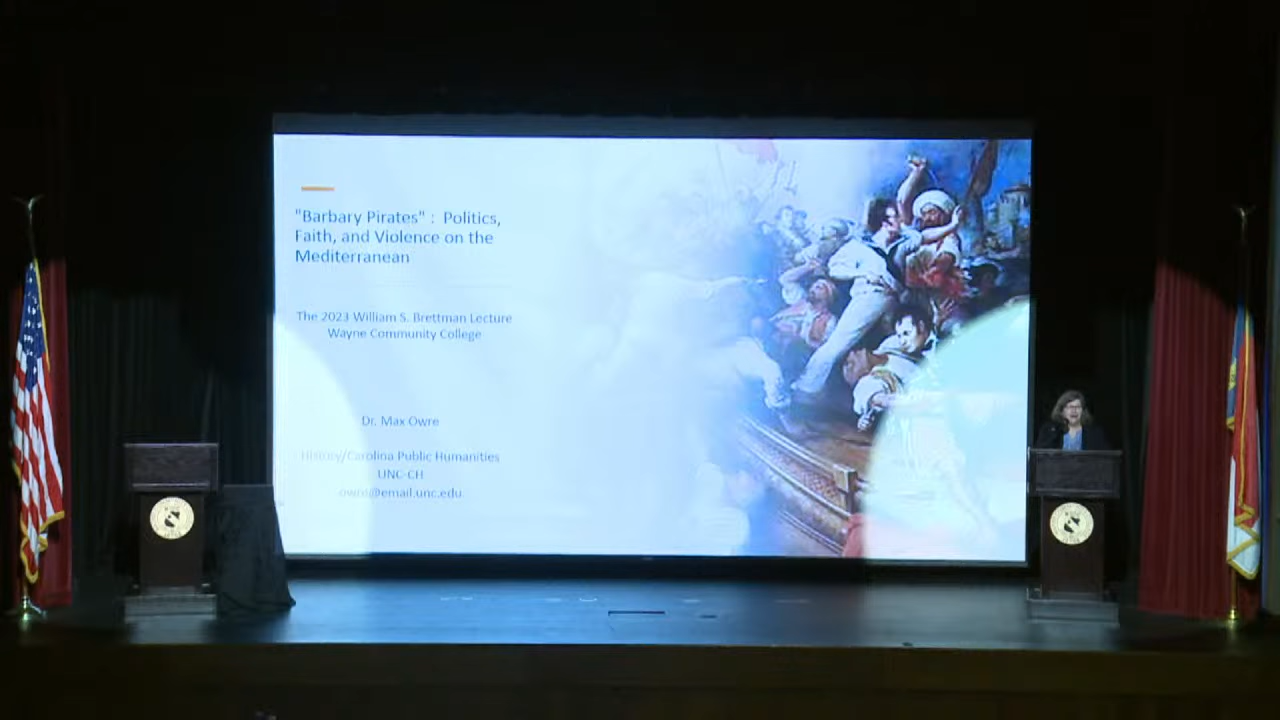 "Barbary Pirates" : Politics,
Faith, and Violence on the
Mediterranean
The 2023 William S. Brettman Lecture
Wayne Community College
Dr. Max Owre
History/Carolina Public Humanities
UNC-CH
owre@email.unc.edu